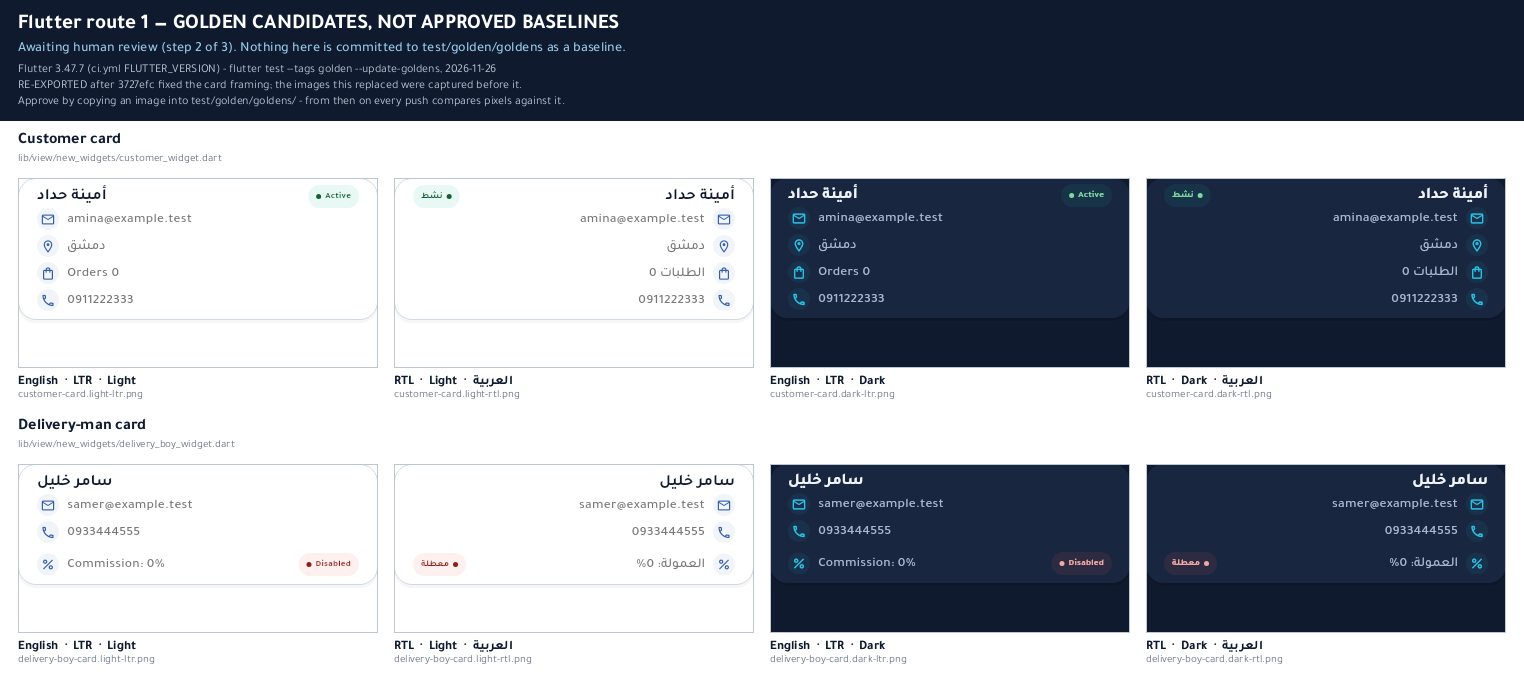 Flutter route 1 — GOLDEN CANDIDATES, NOT APPROVED BASELINES
Awaiting human review (step 2 of 3). Nothing here is committed to test/golden/goldens as a baseline.
Flutter 3.47.7 (ci.yml FLUTTER_VERSION) - flutter test --tags golden --update-goldens, 2026-11-26
RE-EXPORTED after 3727efc fixed the card framing; the images this replaced were captured before it.
Approve by copying an image into test/golden/goldens/ - from then on every push compares pixels against it.
Customer card
lib/view/new_widgets/customer_widget.dart
أمينة حداد
Active
amina@example.test
دمشق
Orders 0
0911222333
English · LTR · Light
customer-card.light-ltr.png
أمينة حداد
نشط
amina@example.test
دمشق
الطلبات 0
0911222333
RTL · Light · العربية
customer-card.light-rtl.png
أمينة حداد
Active
amina@example.test
دمشق
Orders 0
0911222333
English · LTR · Dark
customer-card.dark-ltr.png
أمينة حداد
نشط
amina@example.test
دمشق
الطلبات 0
0911222333
RTL · Dark · العربية
customer-card.dark-rtl.png
Delivery-man card
lib/view/new_widgets/delivery_boy_widget.dart
سامر خليل
samer@example.test
0933444555
Commission: 0%
Disabled
English · LTR · Light
delivery-boy-card.light-ltr.png
سامر خليل
samer@example.test
0933444555
العمولة: 0%
معطلة
RTL · Light · العربية
delivery-boy-card.light-rtl.png
سامر خليل
samer@example.test
0933444555
Commission: 0%
Disabled
English · LTR · Dark
delivery-boy-card.dark-ltr.png
سامر خليل
samer@example.test
0933444555
العمولة: 0%
معطلة
RTL · Dark · العربية
delivery-boy-card.dark-rtl.png